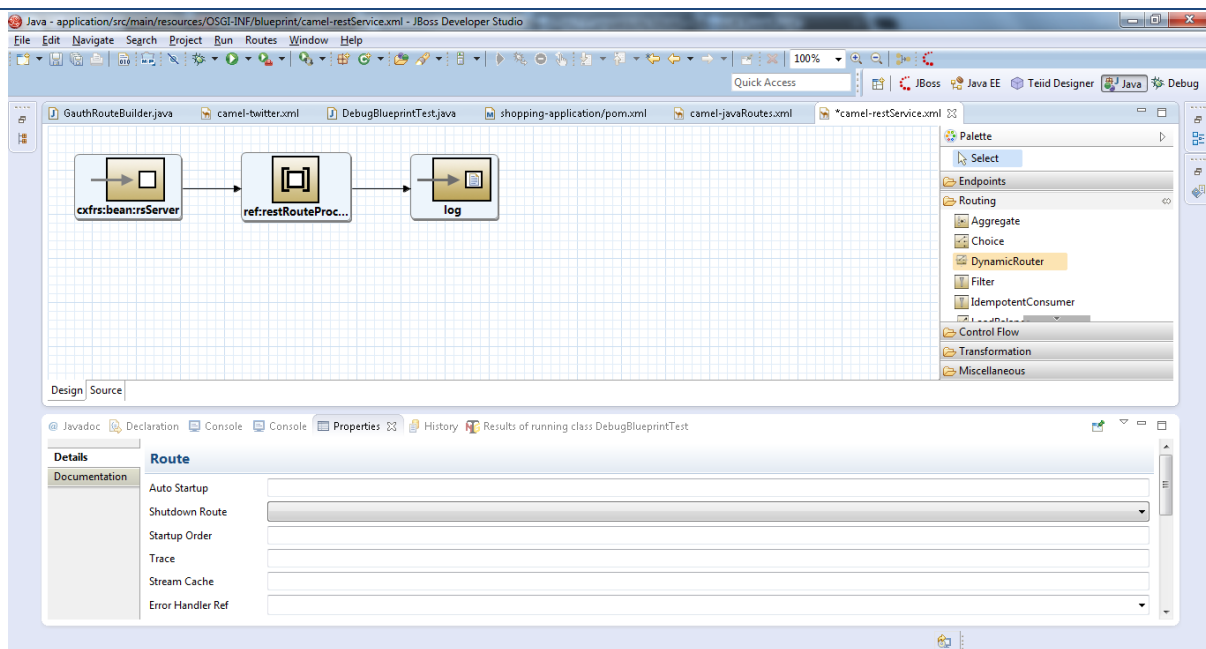 Java - application/src/main/resources/OSGI-INF/blueprint/camel-restService.xml - JBoss Developer Studio
File Edit Navigate Search Project Run Routes Window Help
100%
Quick Access JBoss Java EE Teiid Designer Java Debug
GauthRouteBuilder.java camel-twitter.xml DebugBlueprintTest.java shopping-application/pom.xml camel-javaRoutes.xml *camel-restService.xml
Palette
Select
Endpoints
Routing
Aggregate
Choice
DynamicRouter
Filter
IdempotentConsumer
Control Flow
Transformation
Miscellaneous
cxfrs:bean:rsServer ref:restRouteProc... log
Design Source
@ Javadoc Declaration Console Console Properties History Results of running class DebugBlueprintTest
Details
Documentation
Route
Auto Startup
Shutdown Route
Startup Order
Trace
Stream Cache
Error Handler Ref